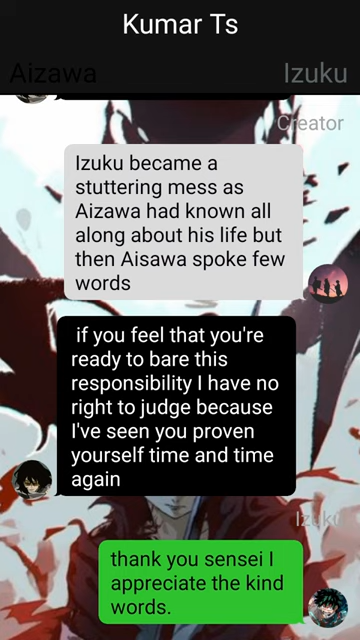 Kumar Ts
Aizawa
Izuku
Creator
Izuku became a
stuttering mess as
Aizawa had known all
along about his life but
then Aisawa spoke few
words
if you feel that you're
ready to bare this
responsibility I have no
right to judge because
I've seen you proven
yourself time and time
again
Izuku
thank you sensei I
appreciate the kind
words.